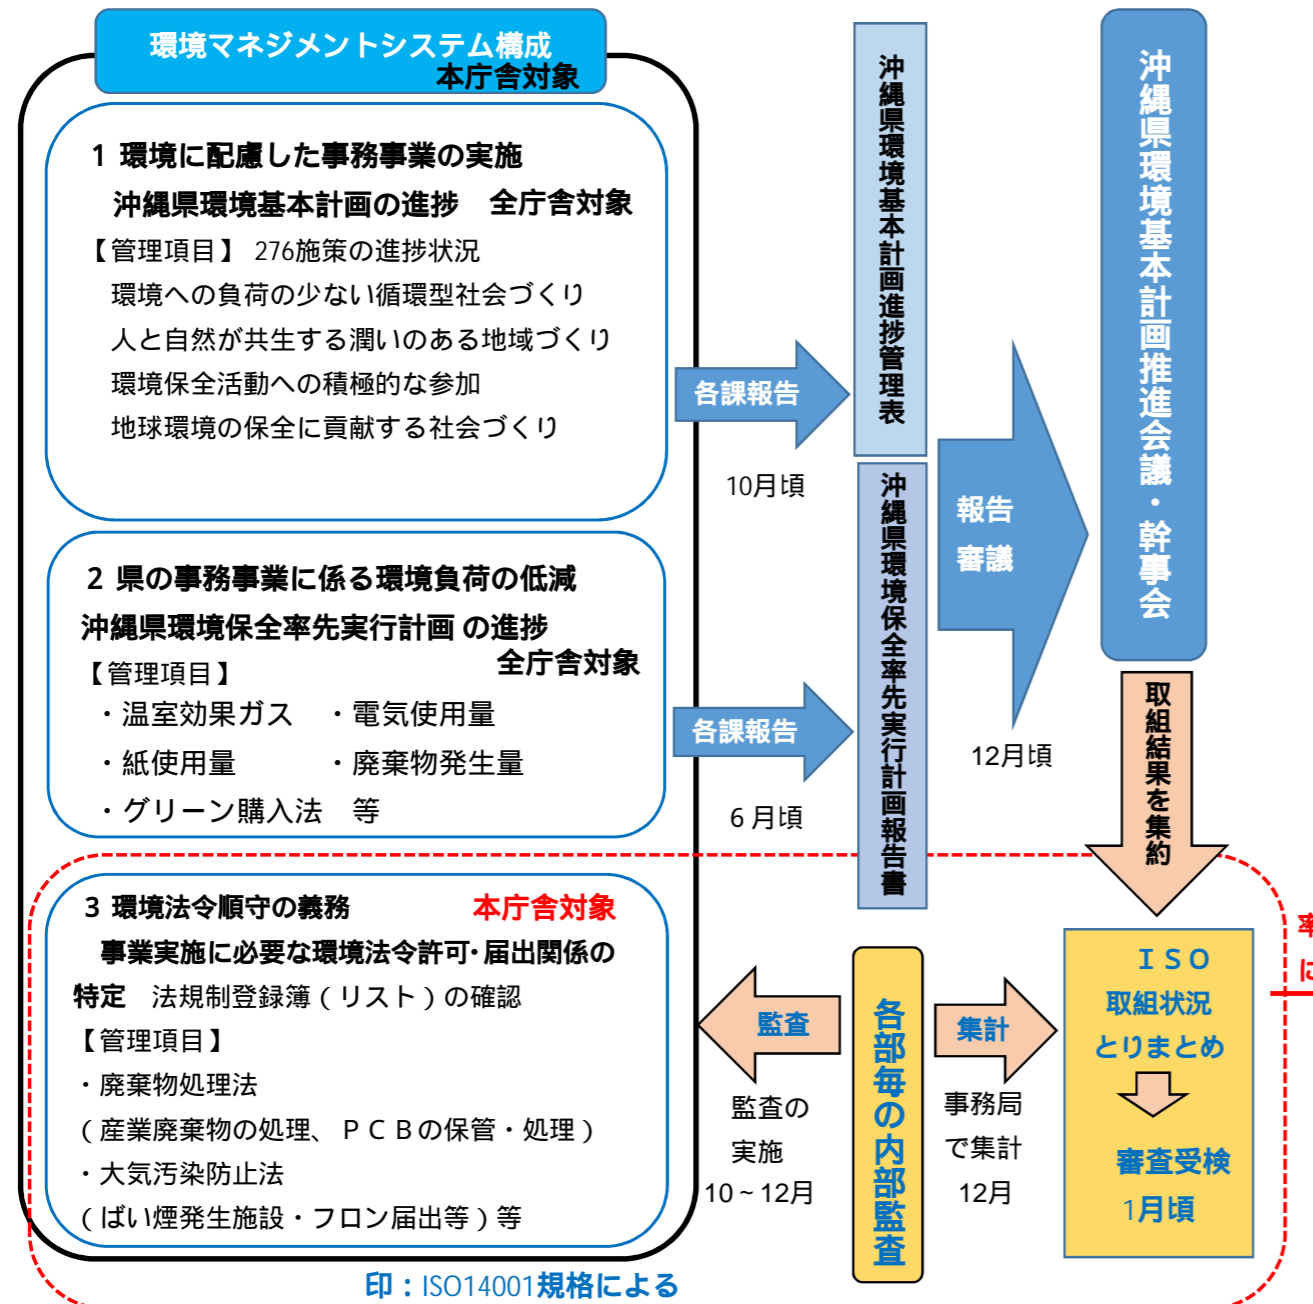 環境マネジメントシステム構成
本庁舎対象
1 環境に配慮した事務事業の実施
沖縄県環境基本計画の進捗 全庁舎対象
【管理項目】 276施策の進捗状況
環境への負荷の少ない循環型社会づくり
人と自然が共生する潤いのある地域づくり
環境保全活動への積極的な参加
地球環境の保全に貢献する社会づくり
各課報告
10月頃
2 県の事務事業に係る環境負荷の低減
沖縄県環境保全率先実行計画 の進捗
全庁舎対象
【管理項目】
・温室効果ガス ・電気使用量
・紙使用量 ・廃棄物発生量
・グリーン購入法 等
各課報告
6月頃
沖縄県環境基本計画進捗管理表
沖縄県環境保全率先実行計画報告書
報告
審議
12月頃
沖縄県環境基本計画推進会議・幹事会
取組結果を集約
3 環境法令順守の義務 本庁舎対象
事業実施に必要な環境法令許可・届出関係の
特定 法規制登録簿（リスト）の確認
【管理項目】
・廃棄物処理法
（産業廃棄物の処理、ＰＣＢの保管・処理）
・大気汚染防止法
（ばい煙発生施設・フロン届出等）等
監査
監査の
実施
10～12月
各部毎の内部監査
集計
事務局
で集計
12月
ＩＳＯ
取組状況
とりまとめ
審査受検
1月頃
印：ISO14001規格による